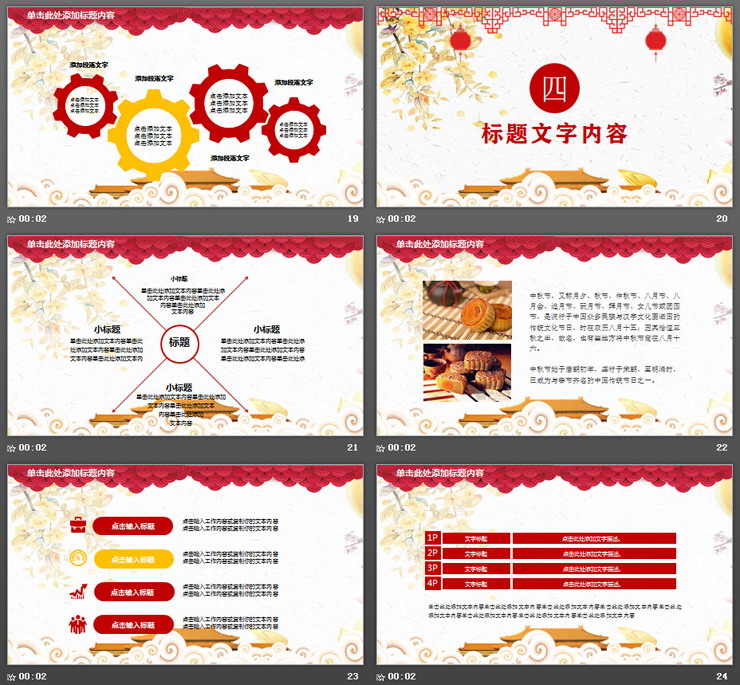 单击此处添加标题内容
添加段落文字
点击添加文本
点击添加文本
点击添加文本
添加段落文字
点击添加文本
点击添加文本
点击添加文本
点击添加文本
点击添加文本
点击添加文本
添加段落文字
添加段落文字
点击添加文本
点击添加文本
点击添加文本
00:02
19
四
标题文字内容
00:02
20
单击此处添加标题内容
小标题
单击此处添加文本内容单击此处添
加文本内容单击此处添加文本
内容单击此处添加
文本内容
小标题
单击此处添加文本内容单击此
处添加文本内容单击此处添加
文本内容单击此处添加文本内
标题
小标题
单击此处添加文本内容单击此
处添加文本内容单击此处添
加文本内容单击此处添加文本
小标题
单击此处添加文本内容单击此处添加
文本内容单击此处添加文本
内容单击此处添加
文本内容
00:02
21
单击此处添加标题内容
中秋节，又称月夕、秋节、仲秋节、八月节、八
月会、追月节、玩月节、拜月节、女儿节或团圆
节，是流行于中国众多民族与汉字文化圈诸国的
传统文化节日，时在农历八月十五；因其恰值三
秋之半，故名，也有些地方将中秋节定在八月十
六。
中秋节始于唐朝初年，盛行于宋朝，至明清时，
已成为与春节齐名的中国传统节日之一。
00:02
22
单击此处添加标题内容
点击输入标题
点击输入工作内容或复制你的文本内容
点击输入工作内容或复制你的文本内容
点击输入标题
点击输入工作内容或复制你的文本内容
点击输入工作内容或复制你的文本内容
点击输入标题
点击输入工作内容或复制你的文本内容
点击输入工作内容或复制你的文本内容
点击输入标题
点击输入工作内容或复制你的文本内容
点击输入工作内容或复制你的文本内容
00:02
23
单击此处添加标题内容
1P 文字标题 点击此处添加文字描述。
2P 文字标题 点击此处添加文字描述。
3P 文字标题 点击此处添加文字描述。
4P 文字标题 点击此处添加文字描述。
单击此处添加文本内容单击此处添加文本内容单击此处添加文本内容单击此处添加文本内容单击此处
添加文本内容单击此处添加文本内容单击此处添加文本内容单击此处添加文本内容
00:02
24